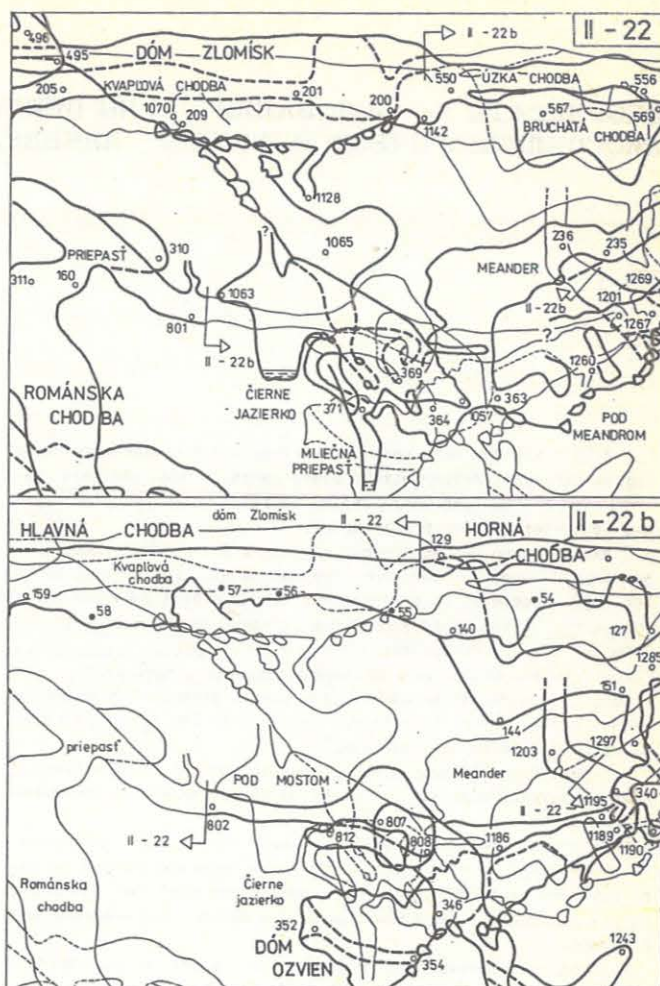 II - 22
496
495
DÓM ZLOMÍSK
II - 22b
205
KVAPĽOVÁ CHODBA
201
550
ÚZKA CHODBA
556
1070
209
200
1142
567
569
BRUCHATÁ CHODBA
1128
1065
236
235
PRIEPASŤ
310
MEANDER
1269
311
160
1063
II - 22b
1201
1267
801
?
?
II - 22b
369
1260
ROMÁNSKA
CHODBA
ČIERNE
JAZIERKO
371
364
1057
363
POD
MEANDROM
MLIEČNA
PRIEPASŤ
II - 22 b
HLAVNÁ CHODBA
dóm Zlomísk
II - 22
129
HORNÁ
CHODBA
Kvapľová
chodba
159
58
57
56
55
54
140
127
1285
151
144
priepasť
1203
1297
POD MOSTOM
Meander
340
II - 22
1195
802
807
812
808
1186
1189
1190
II - 22
Románska
chodba
Čierne
jazierko
346
352
DÓM
OZVIEN
354
1243